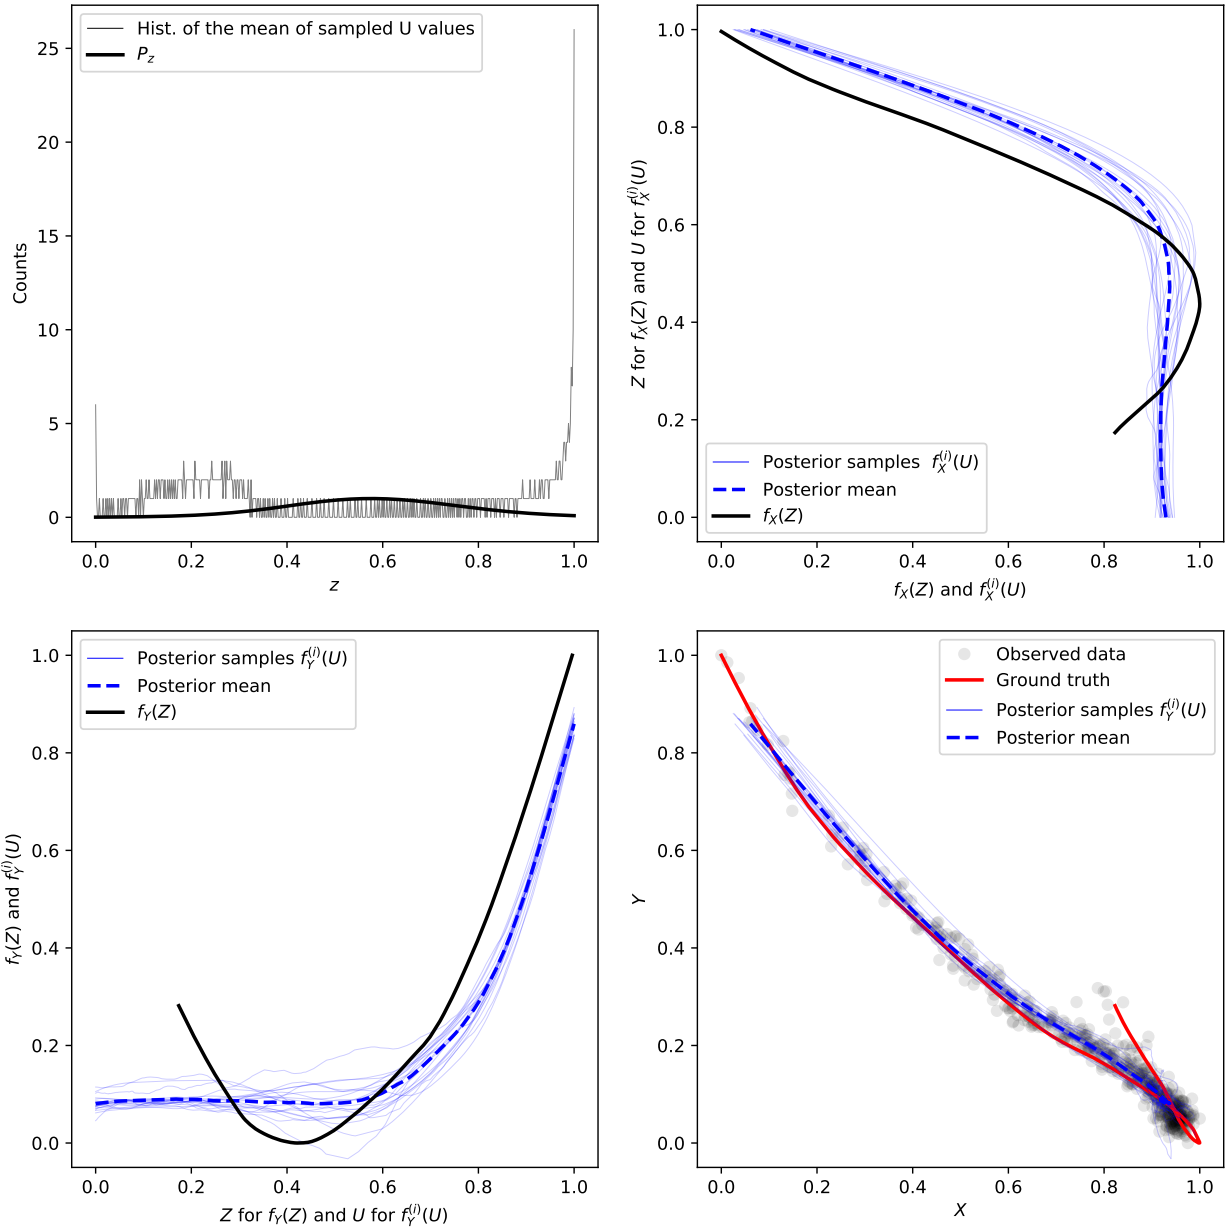 Hist. of the mean of sampled U values
P_z
25
20
15
10
5
0
Counts
0.0 0.2 0.4 0.6 0.8 1.0
z
1.0
0.8
0.6
0.4
0.2
0.0
Z for f_X(Z) and U for f_X^{(i)}(U)
Posterior samples f_X^{(i)}(U)
Posterior mean
f_X(Z)
0.0 0.2 0.4 0.6 0.8 1.0
f_X(Z) and f_X^{(i)}(U)
Posterior samples f_Y^{(i)}(U)
Posterior mean
f_Y(Z)
1.0
0.8
0.6
0.4
0.2
0.0
f_Y(Z) and f_Y^{(i)}(U)
0.0 0.2 0.4 0.6 0.8 1.0
Z for f_Y(Z) and U for f_Y^{(i)}(U)
Observed data
Ground truth
Posterior samples f_Y^{(i)}(U)
Posterior mean
1.0
0.8
0.6
0.4
0.2
0.0
Y
0.0 0.2 0.4 0.6 0.8 1.0
X